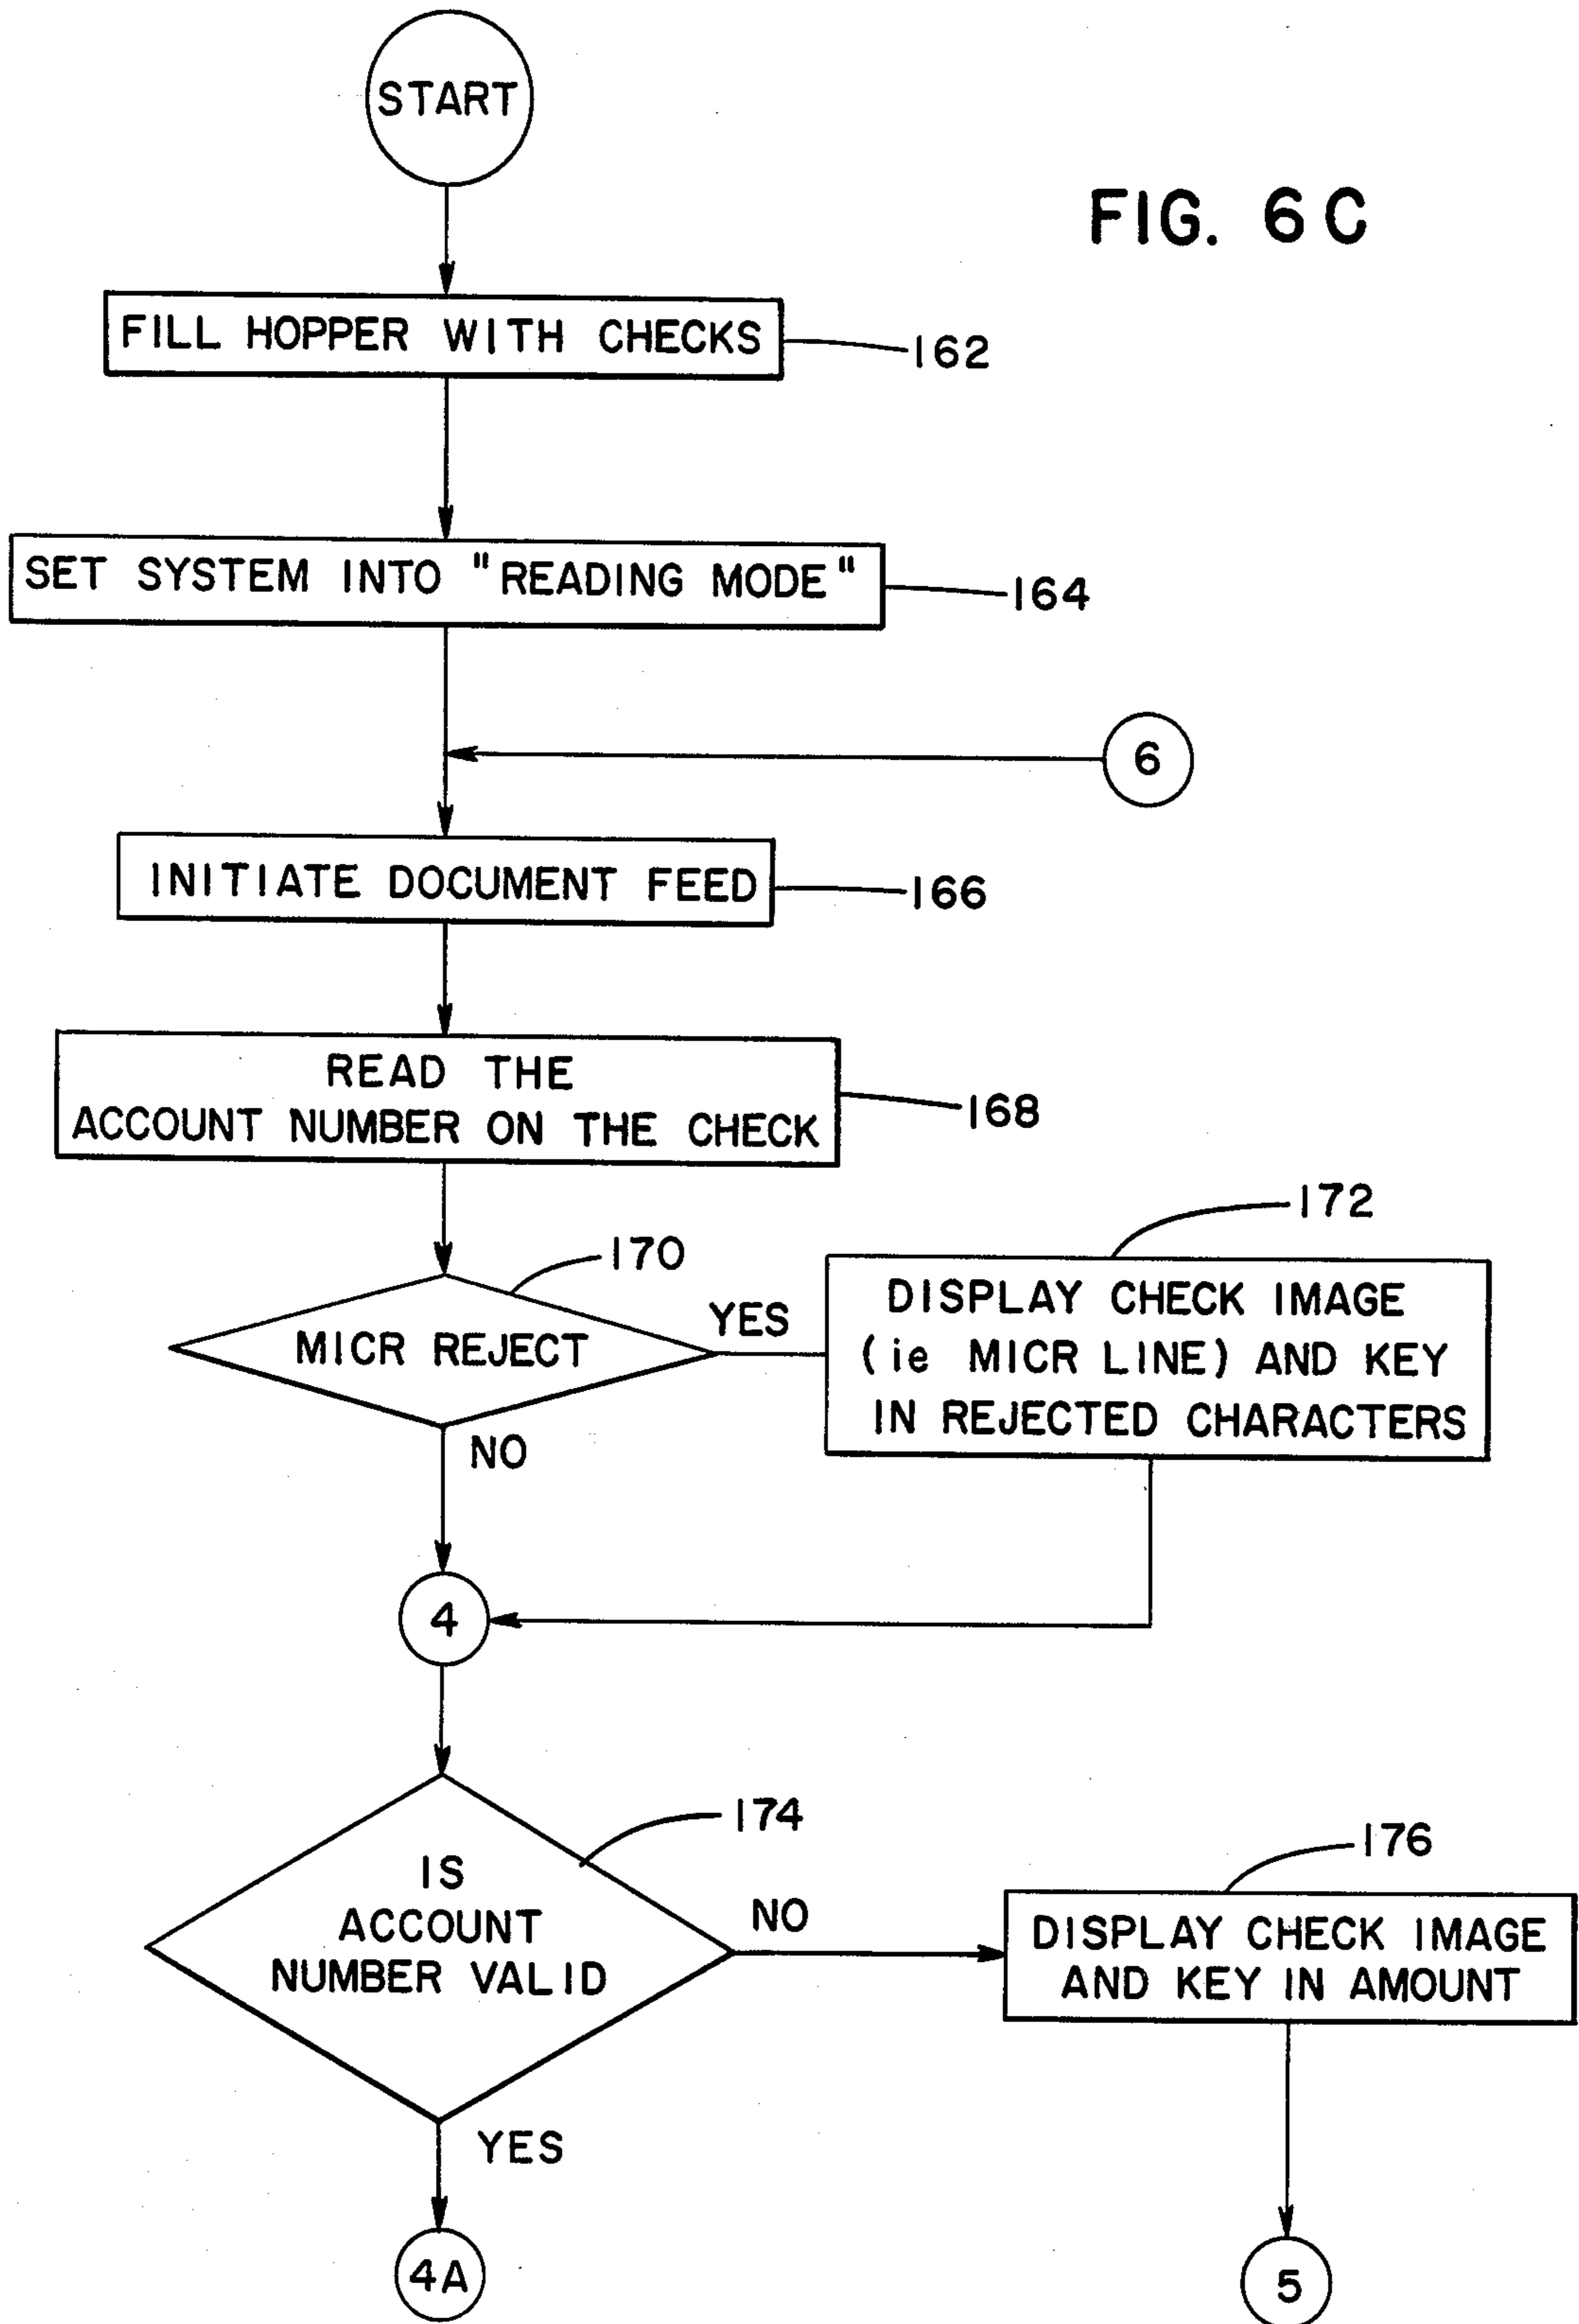 START
FIG. 6C
FILL HOPPER WITH CHECKS
162
SET SYSTEM INTO "READING MODE"
164
6
INITIATE DOCUMENT FEED
166
READ THE
ACCOUNT NUMBER ON THE CHECK
168
170
MICR REJECT
YES
NO
172
DISPLAY CHECK IMAGE
(ie MICR LINE) AND KEY
IN REJECTED CHARACTERS
4
174
IS
ACCOUNT
NUMBER VALID
NO
YES
176
DISPLAY CHECK IMAGE
AND KEY IN AMOUNT
4A
5